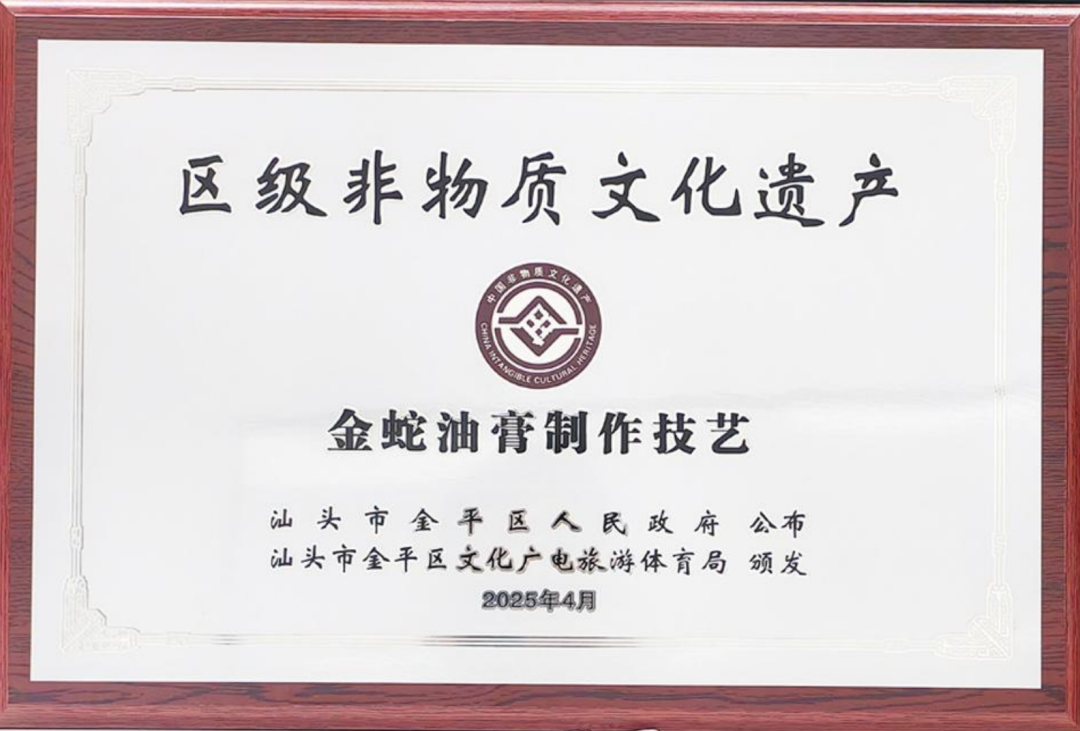 区级非物质文化遗产
中国非物质文化遗产
CHINA INTANGIBLE CULTURAL HERITAGE
金蛇油膏制作技艺
汕头市金平区人民政府 公布
汕头市金平区文化广电旅游体育局 颁发
2025年4月